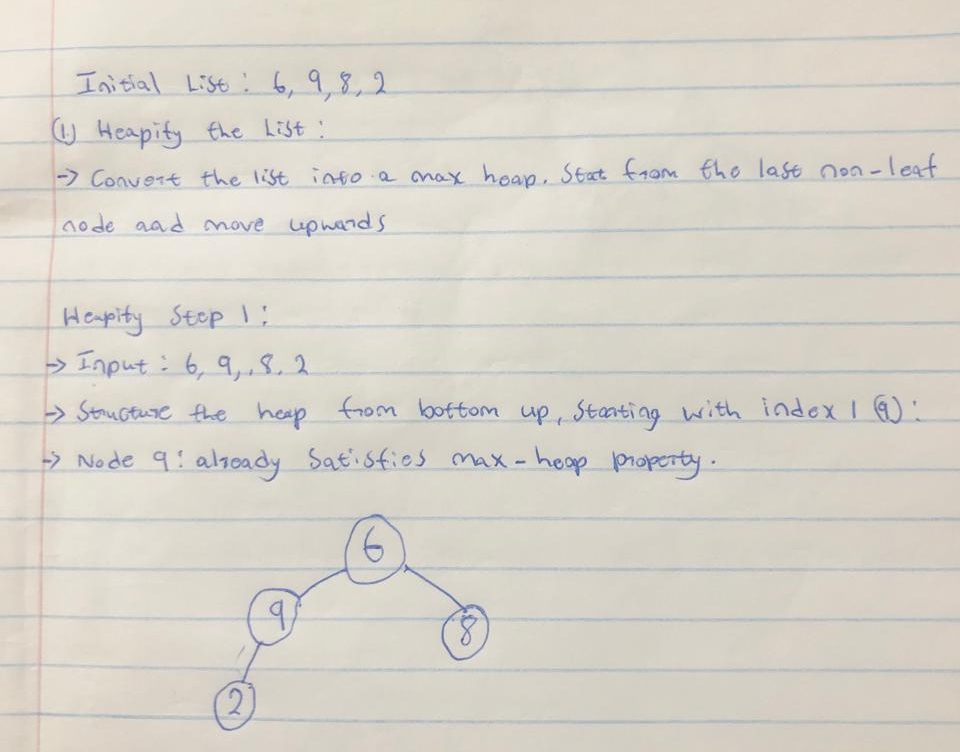 Initial List : 6, 9, 8, 2
(1) Heapify the List :
→ Convert the list into a max heap. Stat from the last non-leaf
node and move upwards
Heapify Step 1 :
→ Input : 6, 9, . 8, 2
→ Structure the heap from bottom up, Starting with index 1 (9) :
→ Node 9 : already Satisfies max-heap property.
6
9
8
2